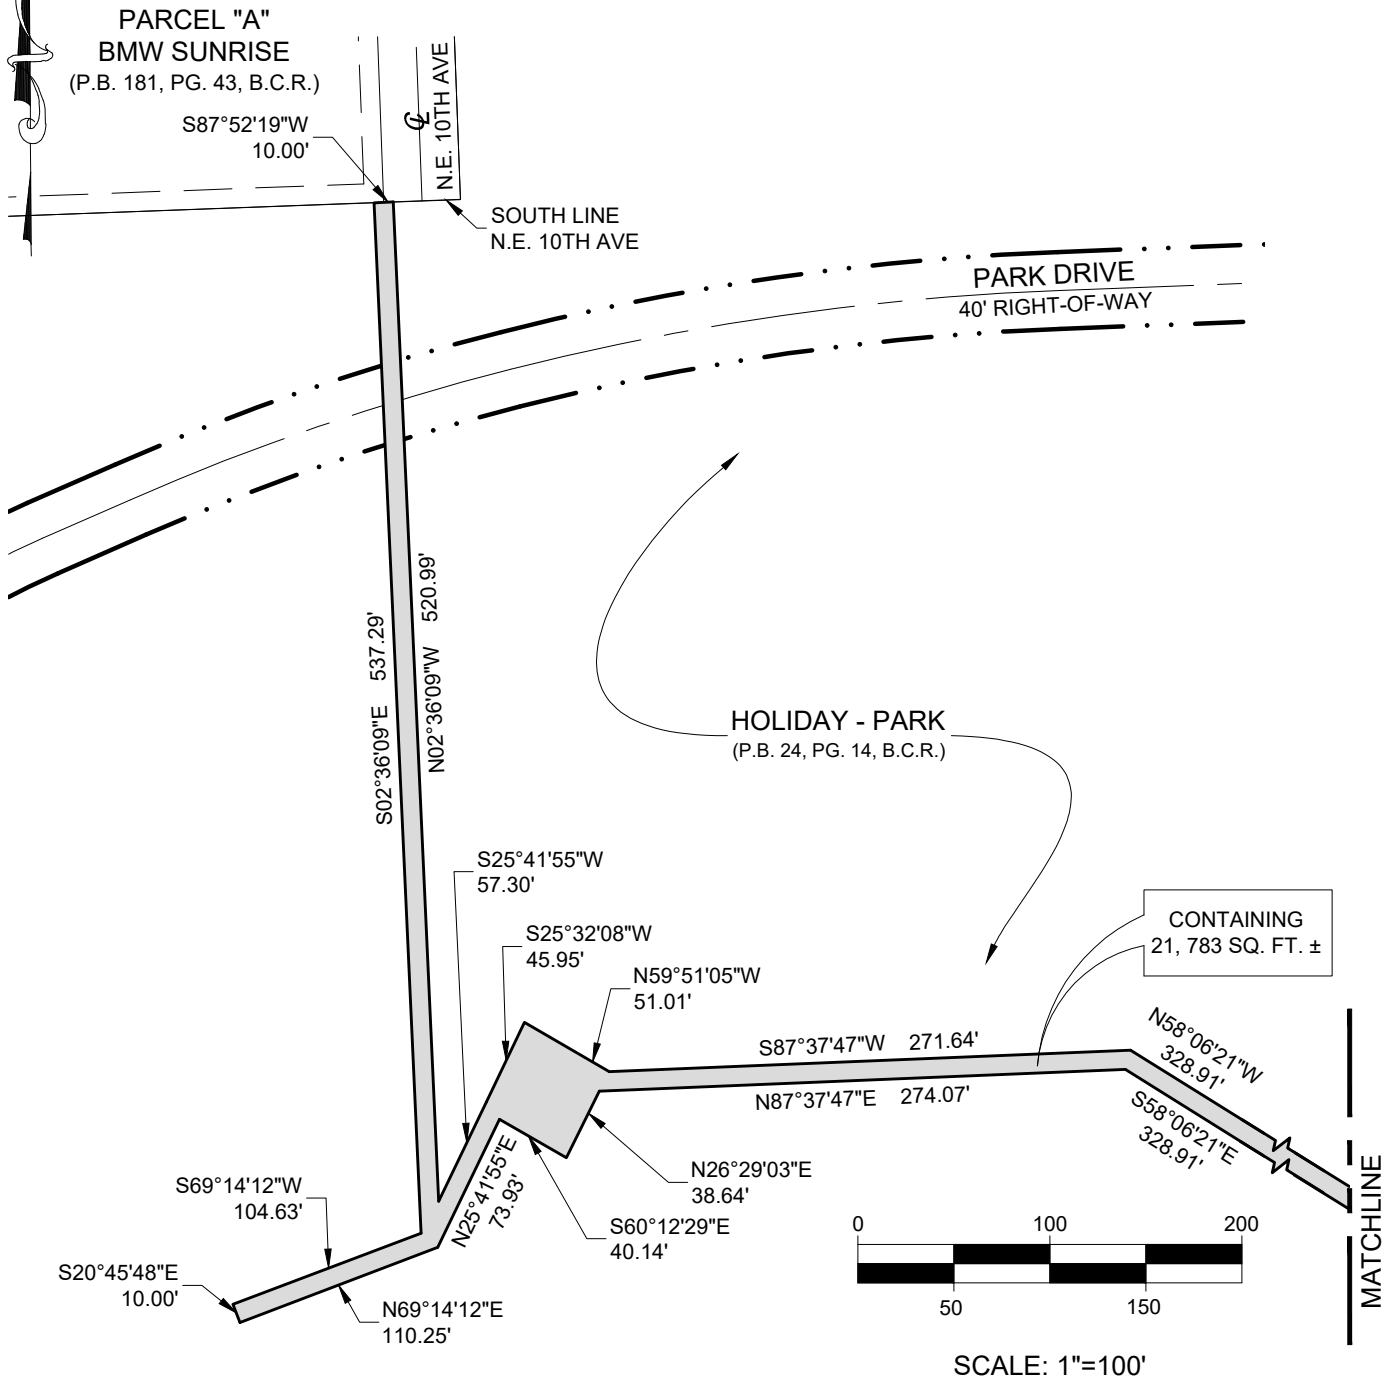 PARCEL "A"
BMW SUNRISE
(P.B. 181, PG. 43, B.C.R.)
S87°52'19"W
10.00'
℄
N.E. 10TH AVE
SOUTH LINE
N.E. 10TH AVE
PARK DRIVE
40' RIGHT-OF-WAY
S02°36'09"E 537.29'
N02°36'09"W 520.99'
HOLIDAY - PARK
(P.B. 24, PG. 14, B.C.R.)
S25°41'55"W
57.30'
S25°32'08"W
45.95'
N59°51'05"W
51.01'
CONTAINING
21, 783 SQ. FT. ±
S87°37'47"W 271.64'
N87°37'47"E 274.07'
N58°06'21"W
328.91'
S58°06'21"E
328.91'
N25°41'55"E
73.93'
N26°29'03"E
38.64'
S60°12'29"E
40.14'
S69°14'12"W
104.63'
S20°45'48"E
10.00'
N69°14'12"E
110.25'
0 100 200
50 150
SCALE: 1"=100'
MATCHLINE